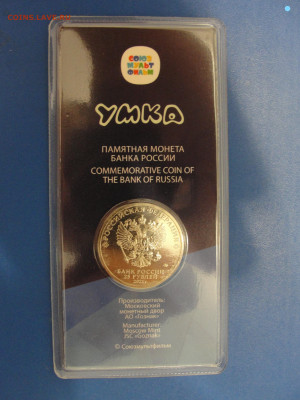 COINS.LAVE.RU
СОЮЗ
МУЛЬТ
ФИЛЬМ
УМКА
ПАМЯТНАЯ МОНЕТА
БАНКА РОССИИ
COMMEMORATIVE COIN OF
THE BANK OF RUSSIA
РОССИЙСКАЯ ФЕДЕРАЦИЯ
БАНК РОССИИ
25 РУБЛЕЙ
Производитель:
Московский
монетный двор
АО «Гознак»
Manufacturer:
Moscow Mint
JSC «Goznak»
© Союзмультфильм